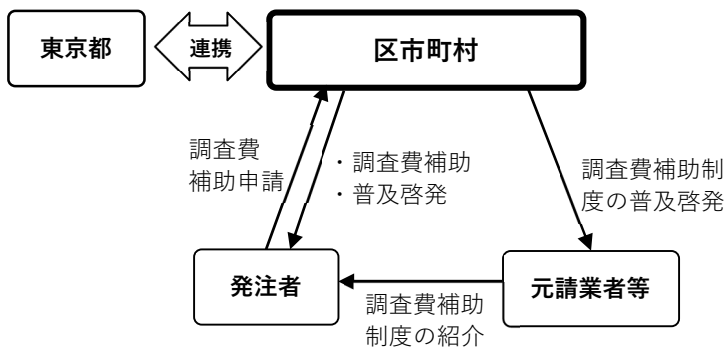 東京都
連携
区市町村
調査費
補助申請
・調査費補助
・普及啓発
調査費補助制
度の普及啓発
発注者
元請業者等
調査費補助
制度の紹介